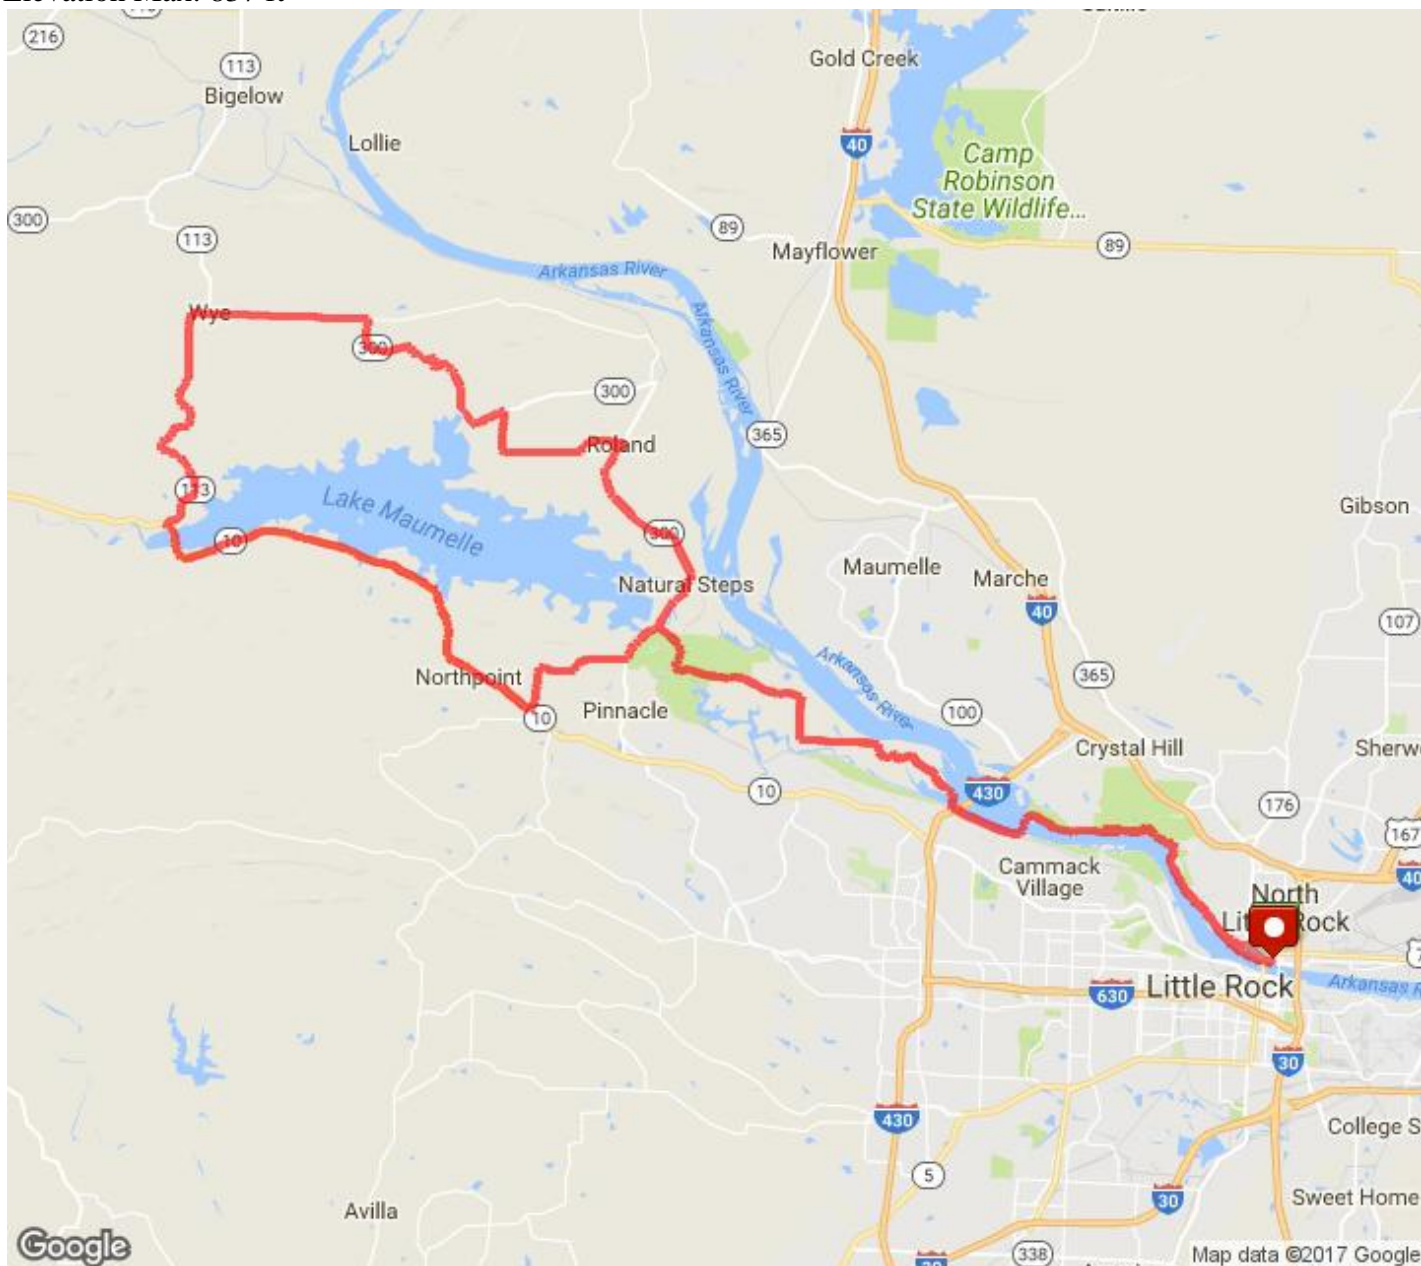 216
113
Bigelow
Lollie
Gold Creek
40
Camp
Robinson
State Wildlife...
300
113
89
Mayflower
89
Arkansas River
Arkansas River
Wye
300
300
365
Roland
113
Lake Maumelle
10
300
Gibson
Natural Steps
Maumelle
Marche
40
107
Arkansas River
365
Northpoint
10
Pinnacle
100
Crystal Hill
Sherw
10
430
176
167
Cammack
Village
40
North
Little Rock
Little Rock
630
Arkansas R
30
430
College S
5
30
Sweet Home
Avilla
338
30
Google
Map data ©2017 Google